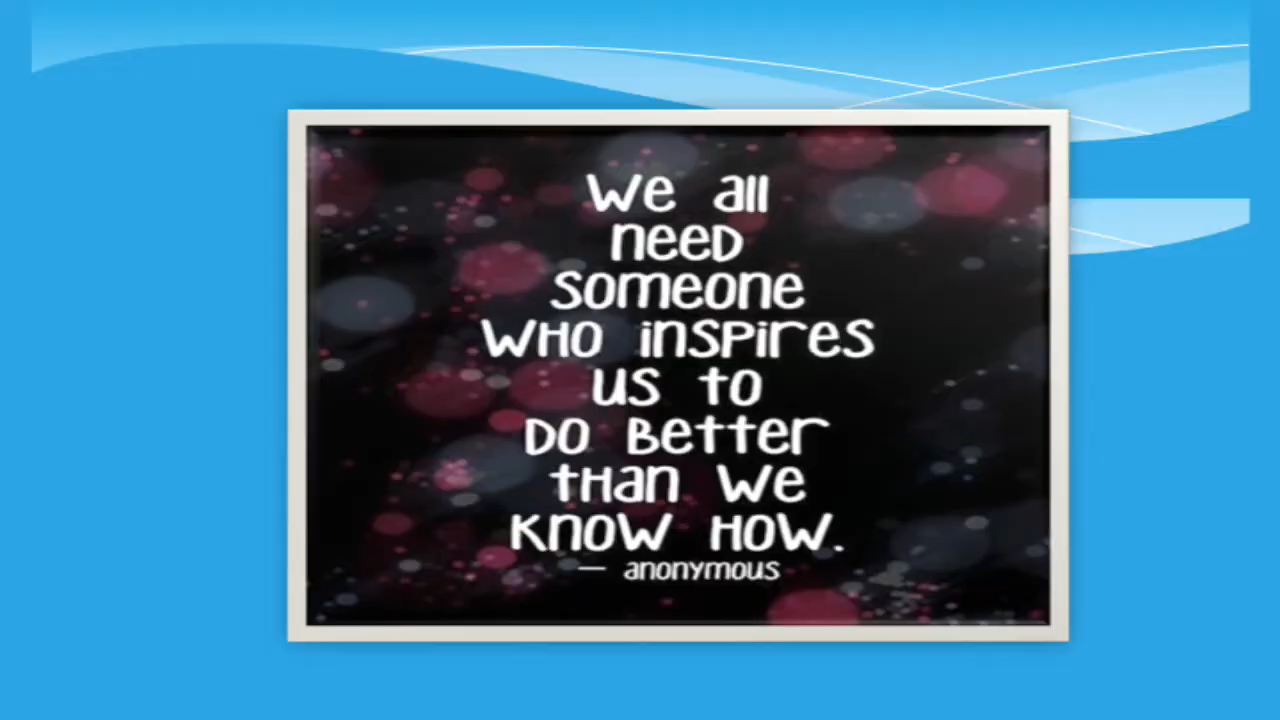 We all
need
someone
who inspires
us to
do better
than we
know how.
— anonymous